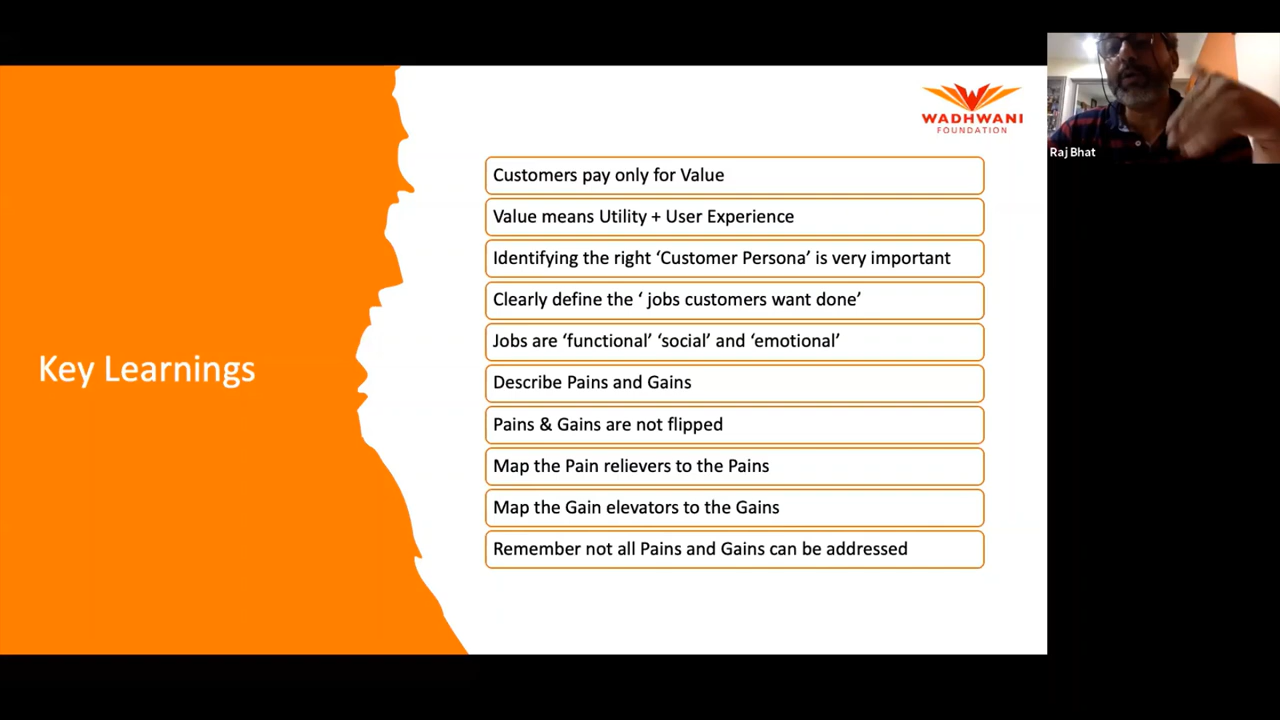 WADHWANI
FOUNDATION
Raj Bhat
Key Learnings
Customers pay only for Value
Value means Utility + User Experience
Identifying the right ‘Customer Persona’ is very important
Clearly define the ‘ jobs customers want done’
Jobs are ‘functional’ ‘social’ and ‘emotional’
Describe Pains and Gains
Pains & Gains are not flipped
Map the Pain relievers to the Pains
Map the Gain elevators to the Gains
Remember not all Pains and Gains can be addressed